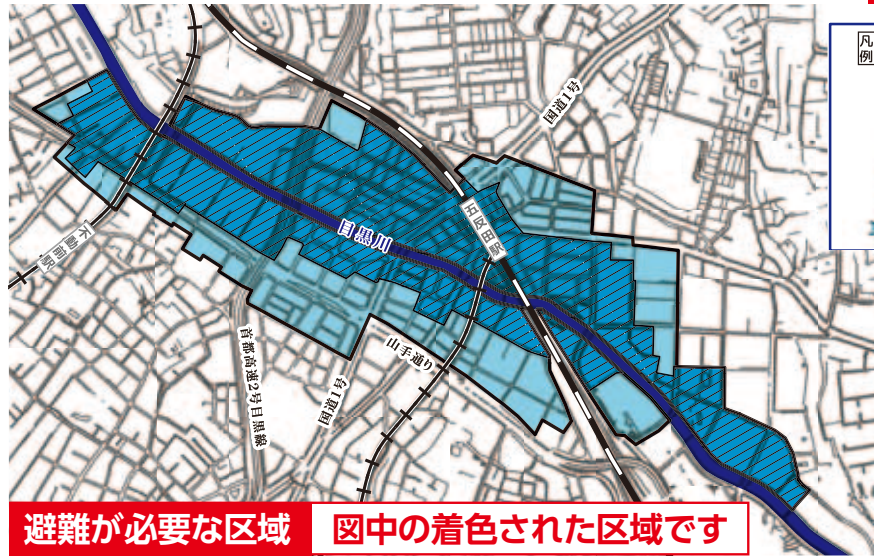 凡例
国道1号
五反田駅
目黒川
不動前駅
山手通り
国道1号
首都高速2号目黒線
避難が必要な区域 図中の着色された区域です